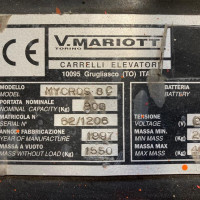 CE V.MARIOTTI
TORINO
CARRELLI ELEVATORI
10095 Grugliasco (TO) ITA
MODELLO
MODEL MYCROS 8C
BATTERIA
BATTERY
PORTATA NOMINALE
NOMINAL CAPACITY (Kg) 800
MATRICOLA N°
SERIAL N° 62/1206
TENSIONE
VOLTAGE
ANNO FABBRICAZIONE
YEAR OF MANUFACTURE 1997
MASSA MIN.
MIN MASS
MASSA A VUOTO
MASS WITHOUT LOAD (Kg) 1550
MASSA MAX
MAX MASS